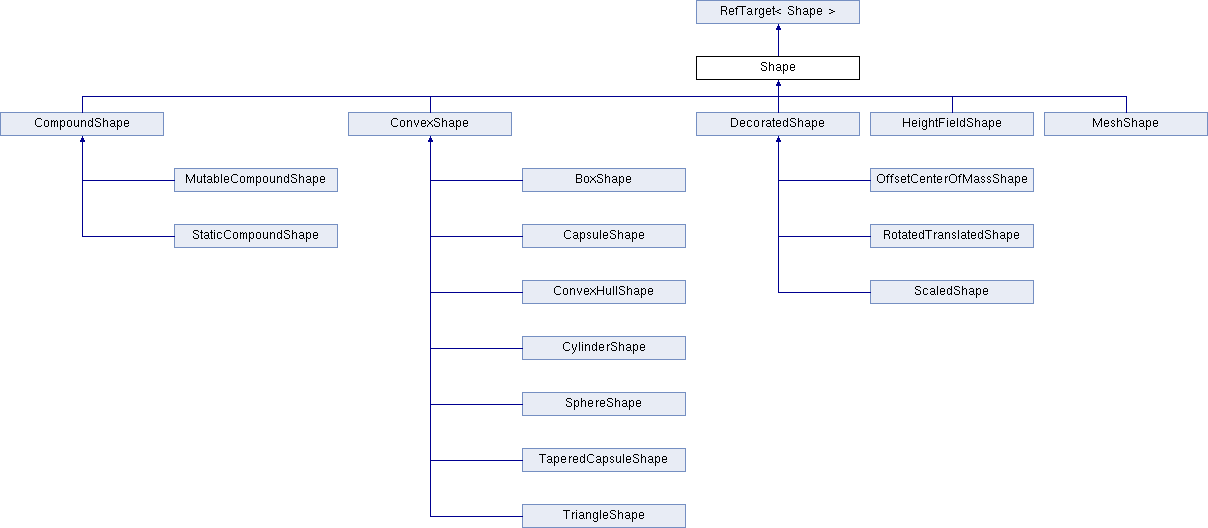 RefTarget< Shape >
Shape
CompoundShape
ConvexShape
DecoratedShape
HeightFieldShape
MeshShape
MutableCompoundShape
BoxShape
OffsetCenterOfMassShape
StaticCompoundShape
CapsuleShape
RotatedTranslatedShape
ConvexHullShape
ScaledShape
CylinderShape
SphereShape
TaperedCapsuleShape
TriangleShape